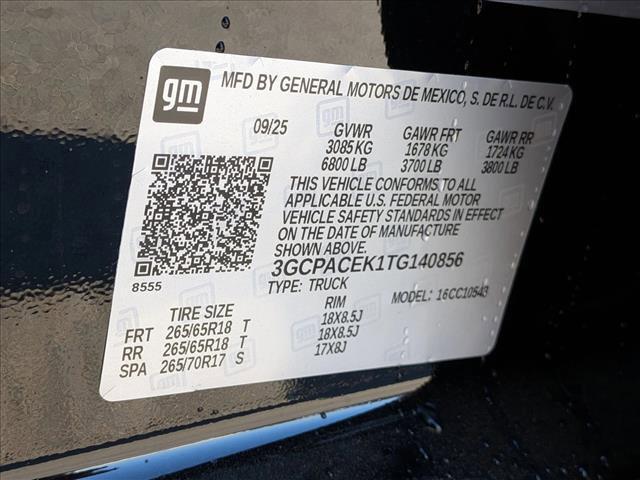 gm
MFD BY GENERAL MOTORS DE MEXICO, S. DE R.L. DE C.V.
09/25 GVWR GAWR FRT GAWR RR
3085 KG 1678 KG 1724 KG
6800 LB 3700 LB 3800 LB
THIS VEHICLE CONFORMS TO ALL
APPLICABLE U.S. FEDERAL MOTOR
VEHICLE SAFETY STANDARDS IN EFFECT
ON THE DATE OF MANUFACTURE
SHOWN ABOVE.
8555 3GCPACEK1TG140856
TYPE: TRUCK MODEL: 16CC10543
TIRE SIZE RIM
FRT 265/65R18 T 18X8.5J
RR 265/65R18 T 18X8.5J
SPA 265/70R17 S 17X8J